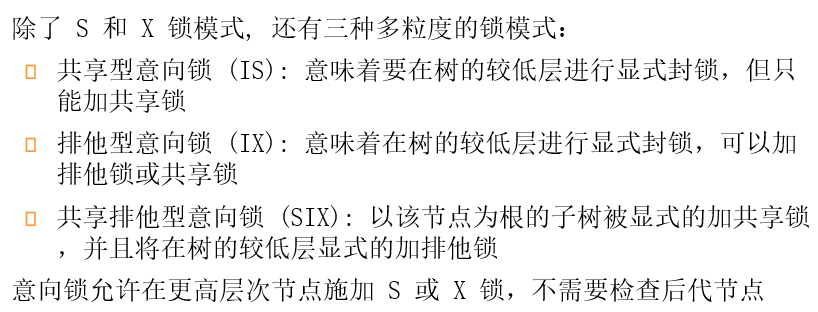 除了 S 和 X 锁模式, 还有三种多粒度的锁模式：
共享型意向锁 (IS): 意味着要在树的较低层进行显式封锁，但只
能加共享锁
排他型意向锁 (IX): 意味着在树的较低层进行显式封锁，可以加
排他锁或共享锁
共享排他型意向锁 (SIX): 以该节点为根的子树被显式的加共享锁
，并且将在树的较低层显式的加排他锁
意向锁允许在更高层次节点施加 S 或 X 锁，不需要检查后代节点